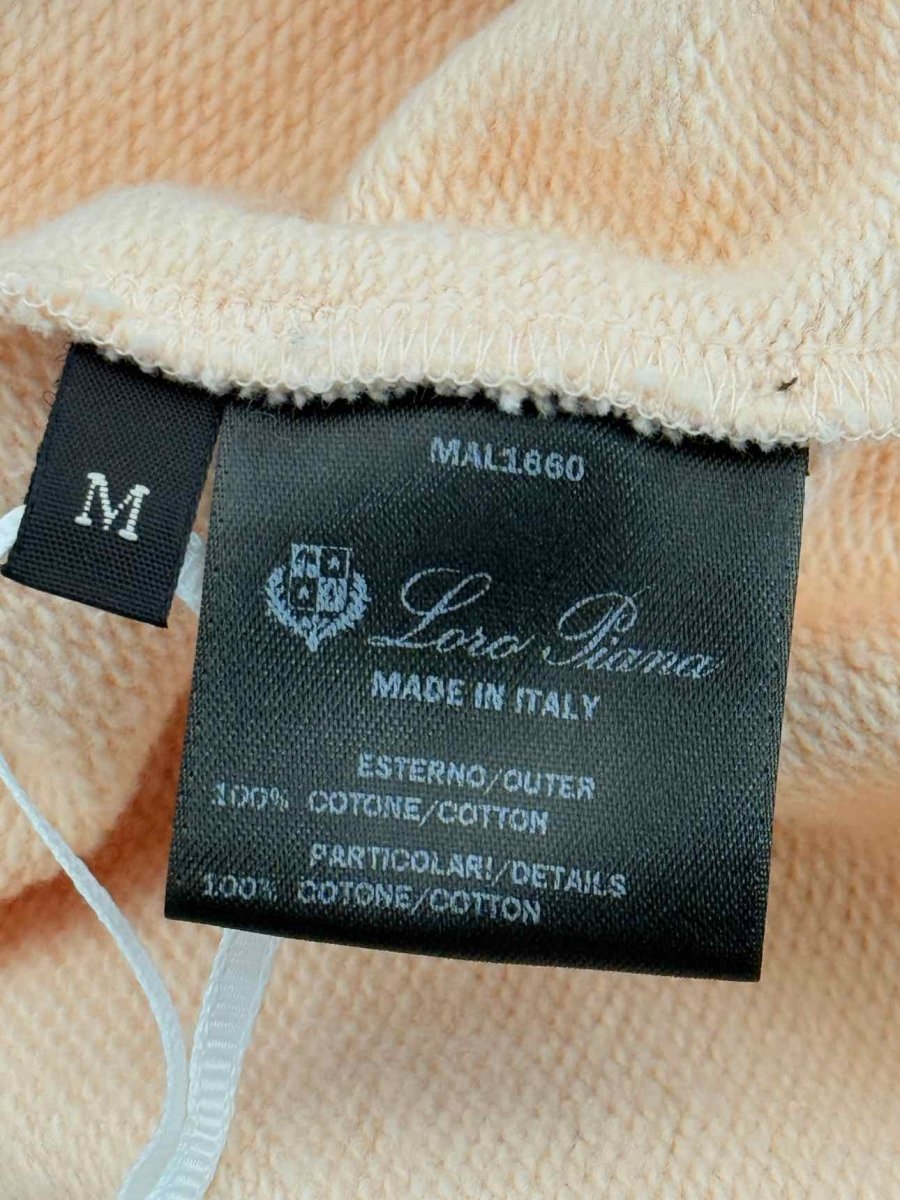 M
MAL1660
Loro Piana
MADE IN ITALY
ESTERNO/OUTER
100% COTONE/COTTON
PARTICOLARI/DETAILS
100% COTONE/COTTON